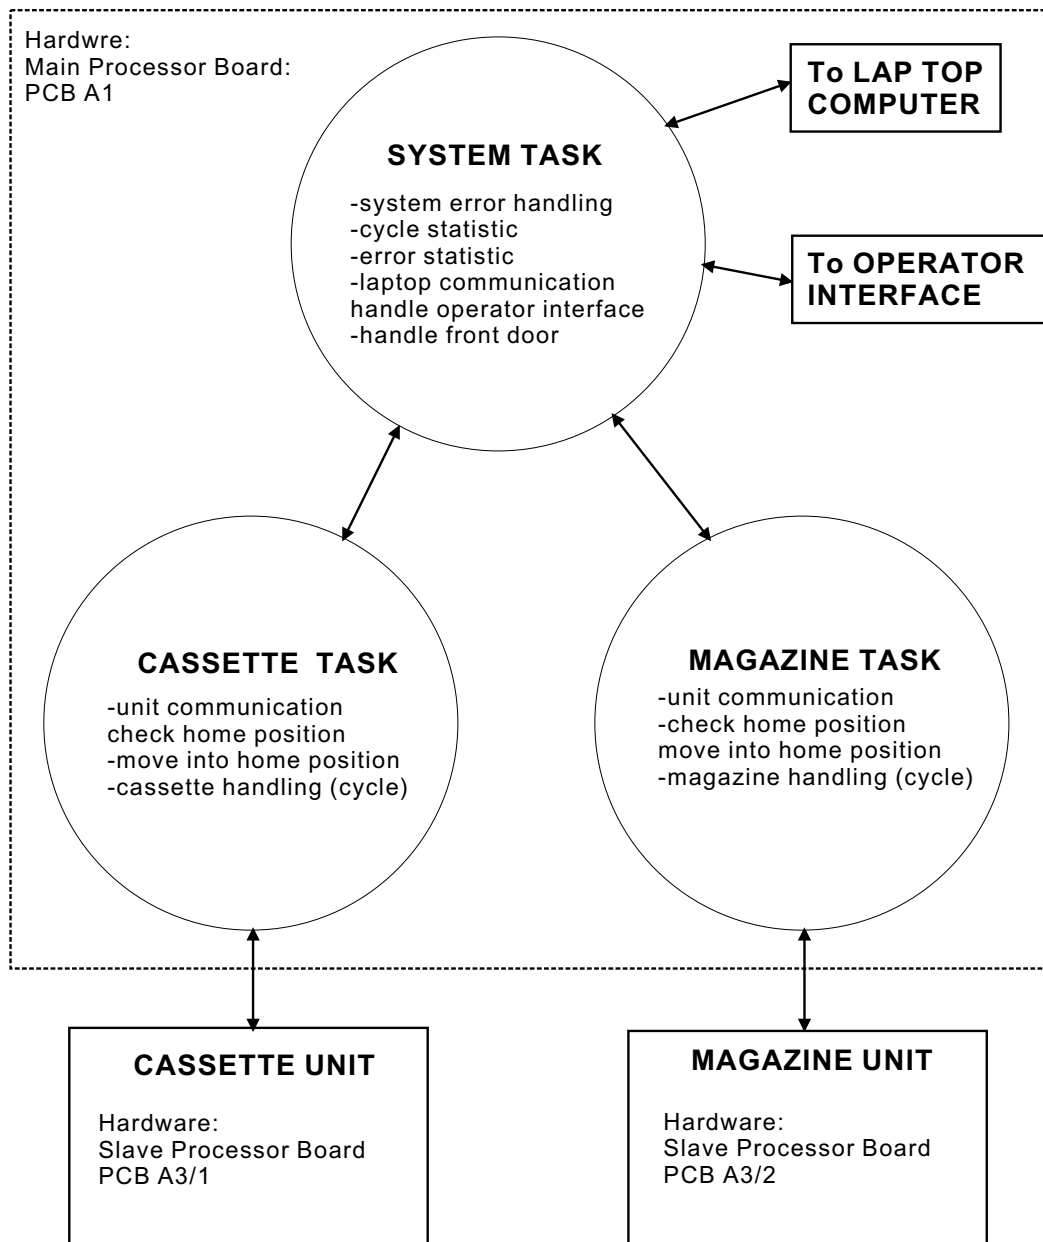 Hardwre:
Main Processor Board:
PCB A1
To LAP TOP
COMPUTER
SYSTEM TASK
-system error handling
-cycle statistic
-error statistic
-laptop communication
handle operator interface
-handle front door
To OPERATOR
INTERFACE
CASSETTE TASK
-unit communication
check home position
-move into home position
-cassette handling (cycle)
MAGAZINE TASK
-unit communication
-check home position
move into home position
-magazine handling (cycle)
CASSETTE UNIT
Hardware:
Slave Processor Board
PCB A3/1
MAGAZINE UNIT
Hardware:
Slave Processor Board
PCB A3/2